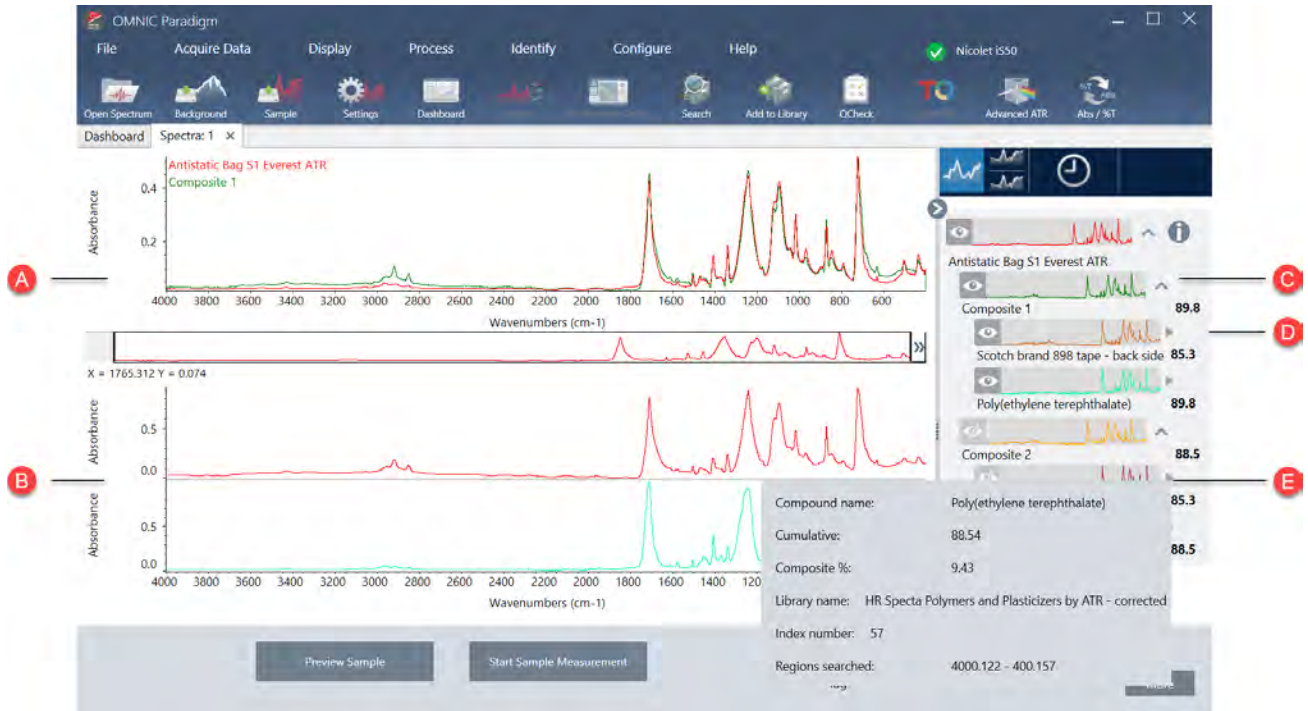 OMNIC Paradigm
File Acquire Data Display Process Identify Configure Help
Nicolet iS50
Open Spectrum Background Sample Settings Dashboard Search Add to Library QCheck TQ Advanced ATR Abs / %T
Dashboard Spectra: 1 ×
Antistatic Bag S1 Everest ATR
Composite 1
Absorbance
0.4
0.2
4000 3800 3600 3400 3200 3000 2800 2600 2400 2200 2000 1800 1600 1400 1200 1000 800 600
Wavenumbers (cm-1)
X = 1765.312 Y = 0.074
Absorbance
0.5
0.0
Absorbance
0.5
0.0
4000 3800 3600 3400 3200 3000 2800 2600 2400 2200 2000 1800 1600 1400 120
Wavenumbers (cm-1)
Preview Sample Start Sample Measurement
Antistatic Bag S1 Everest ATR
Composite 1 89.8
Scotch brand 898 tape - back side 85.3
Poly(ethylene terephthalate) 89.8
Composite 2 88.5
85.3
88.5
Compound name: Poly(ethylene terephthalate)
Cumulative: 88.54
Composite %: 9.43
Library name: HR Specta Polymers and Plasticizers by ATR - corrected
Index number: 57
Regions searched: 4000.122 - 400.157
A
B
C
D
E